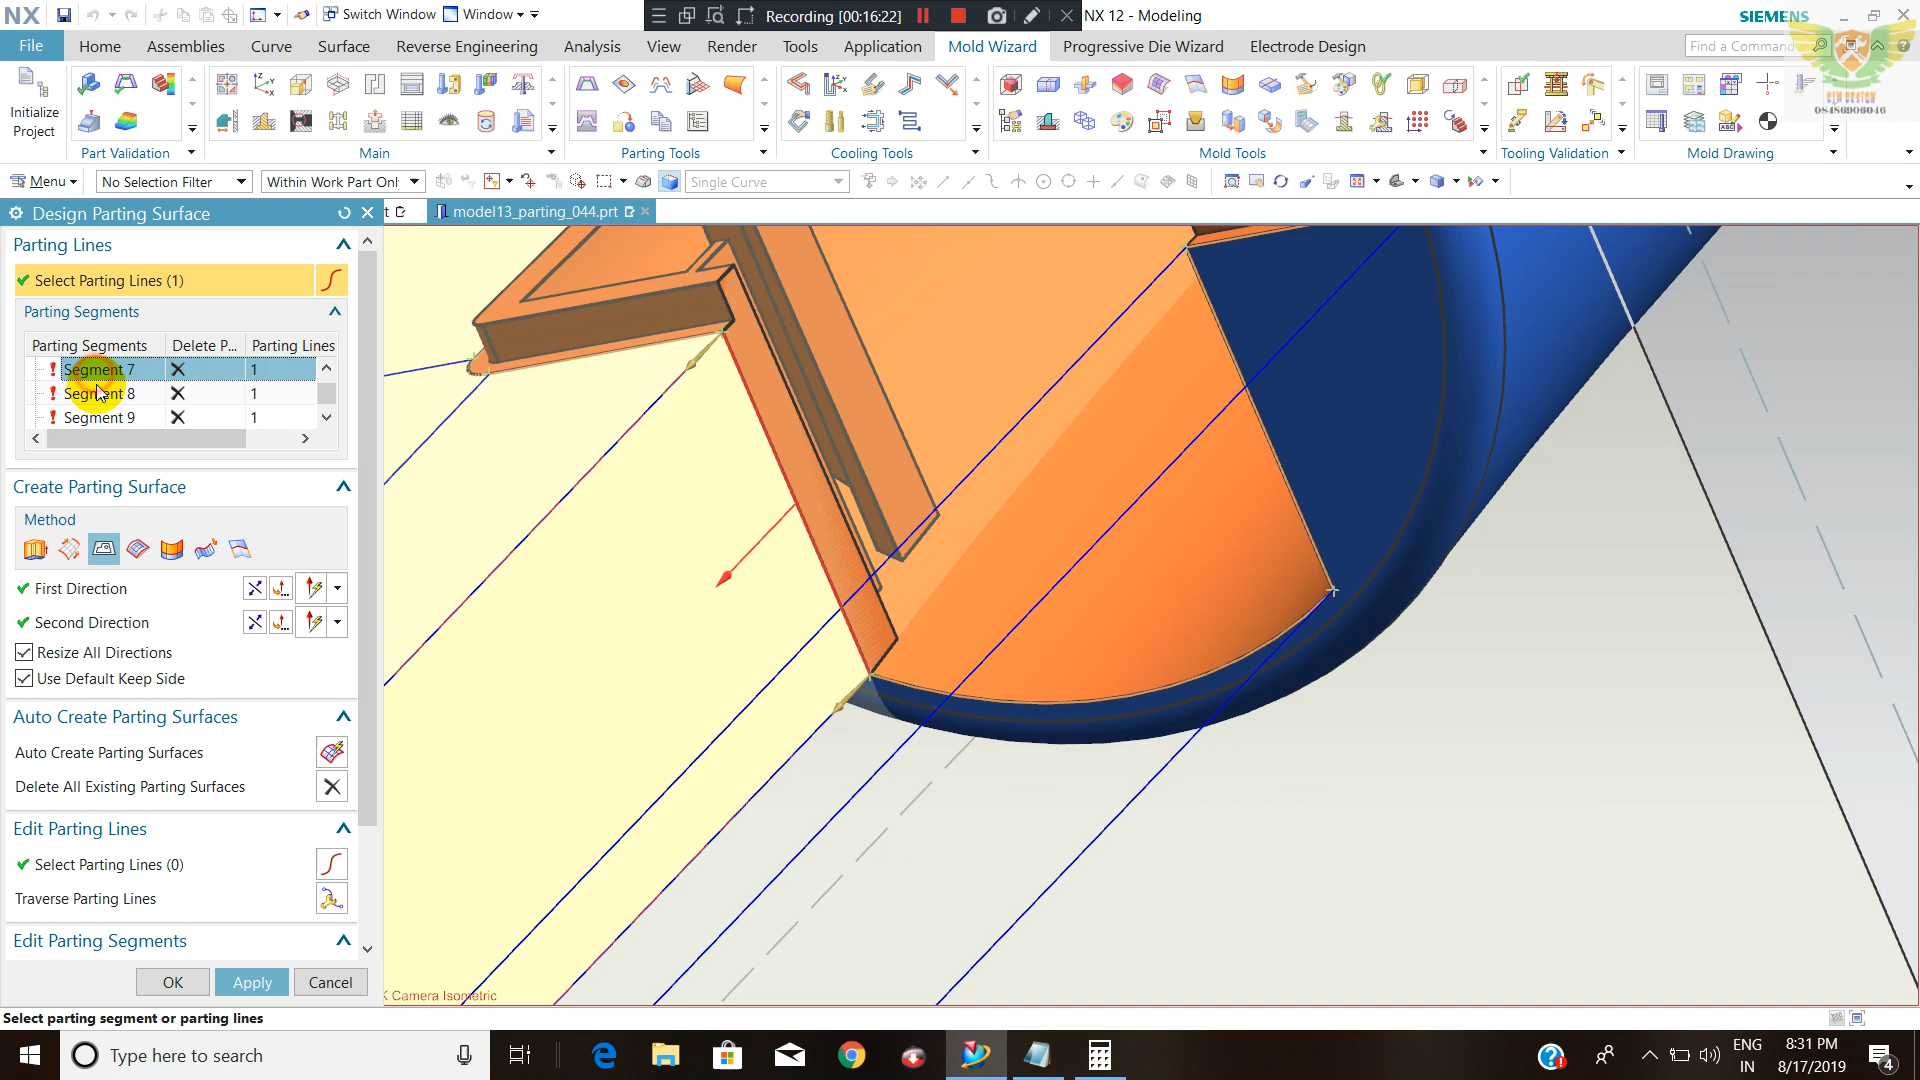 NX
Switch Window
Window
Recording [00:16:22]
NX 12 - Modeling
SIEMENS
File
Home
Assemblies
Curve
Surface
Reverse Engineering
Analysis
View
Render
Tools
Application
Mold Wizard
Progressive Die Wizard
Electrode Design
Find a Command
Initialize
Project
CIM DESIGN
0848696046
Part Validation
Main
Parting Tools
Cooling Tools
Mold Tools
Tooling Validation
Mold Drawing
Menu
No Selection Filter
Within Work Part Onl
Single Curve
Design Parting Surface
t
model13_parting_044.prt
Parting Lines
Select Parting Lines (1)
Parting Segments
Parting Segments
Delete P...
Parting Lines
Segment 7
1
Segment 8
1
Segment 9
1
Create Parting Surface
Method
First Direction
Second Direction
Resize All Directions
Use Default Keep Side
Auto Create Parting Surfaces
Auto Create Parting Surfaces
Delete All Existing Parting Surfaces
Edit Parting Lines
Select Parting Lines (0)
Traverse Parting Lines
Edit Parting Segments
OK
Apply
Cancel
Camera Isometric
Select parting segment or parting lines
Type here to search
ENG
IN
8:31 PM
8/17/2019
4